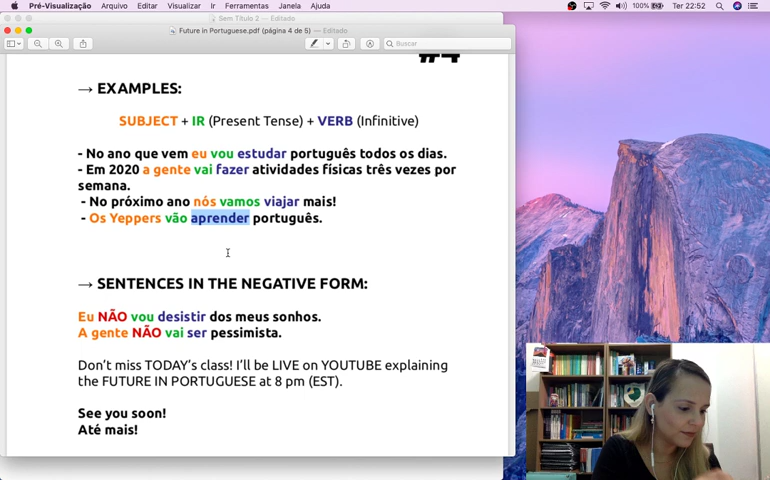 Pré-Visualização Arquivo Editar Visualizar Ir Ferramentas Janela Ajuda 100% Ter 22:52
Sem Título 2 — Editado
Future in Portuguese.pdf (página 4 de 5) — Editado
Buscar
#4
→ EXAMPLES:
SUBJECT + IR (Present Tense) + VERB (Infinitive)
- No ano que vem eu vou estudar português todos os dias.
- Em 2020 a gente vai fazer atividades físicas três vezes por
semana.
- No próximo ano nós vamos viajar mais!
- Os Yeppers vão aprender português.
→ SENTENCES IN THE NEGATIVE FORM:
Eu NÃO vou desistir dos meus sonhos.
A gente NÃO vai ser pessimista.
Don't miss TODAY's class! I'll be LIVE on YOUTUBE explaining
the FUTURE IN PORTUGUESE at 8 pm (EST).
See you soon!
Até mais!